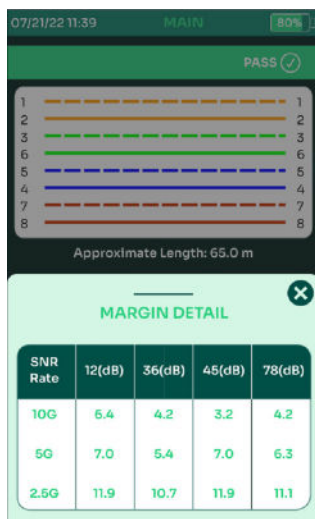 07/21/22 11:39 MAIN 80%
PASS
1 1
2 2
3 3
6 6
5 5
4 4
7 7
8 8
Approximate Length: 65.0 m
MARGIN DETAIL
SNR Rate 12(dB) 36(dB) 45(dB) 78(dB)
10G 6.4 4.2 3.2 4.2
5G 7.0 5.4 7.0 6.3
2.5G 11.9 10.7 11.9 11.1